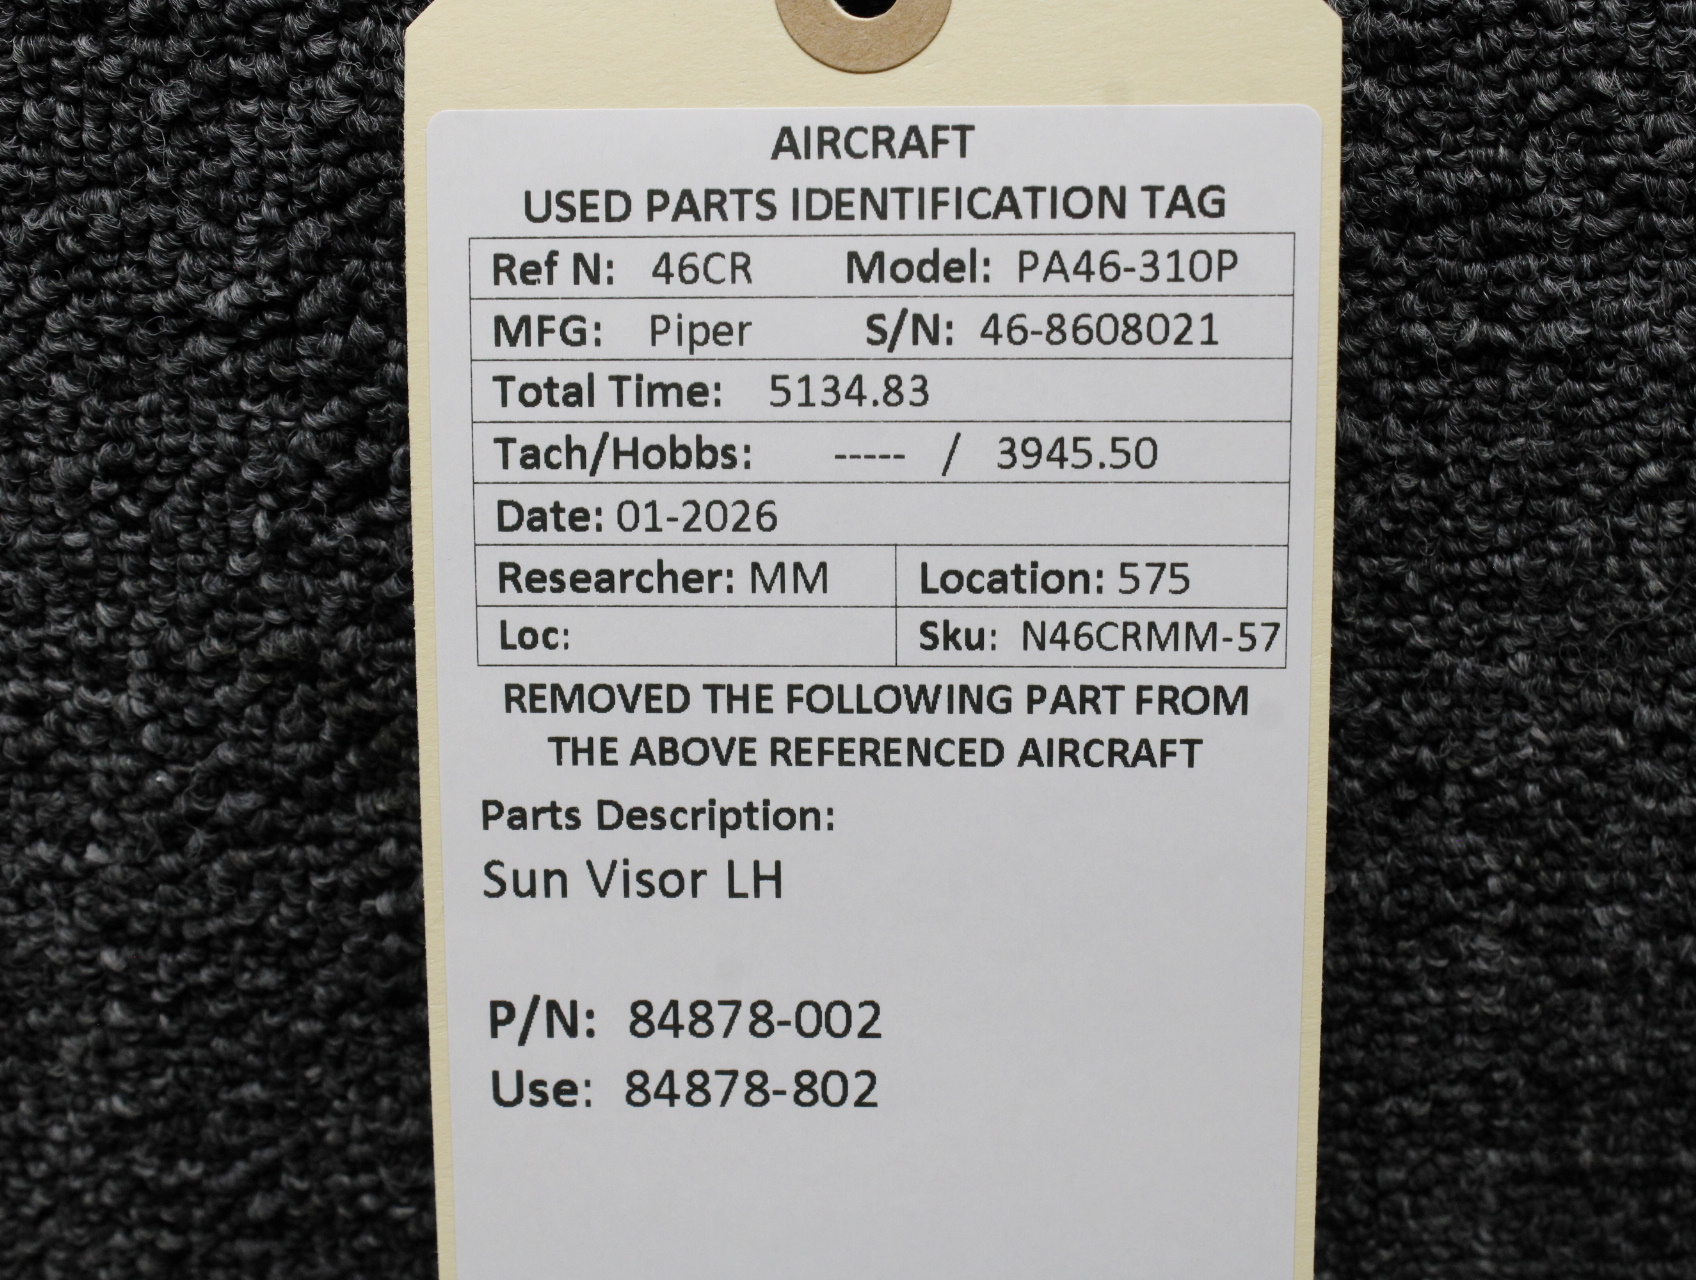 AIRCRAFT
USED PARTS IDENTIFICATION TAG
Ref N: 46CR Model: PA46-310P
MFG: Piper S/N: 46-8608021
Total Time: 5134.83
Tach/Hobbs: ----- / 3945.50
Date: 01-2026
Researcher: MM Location: 575
Loc: Sku: N46CRMM-57
REMOVED THE FOLLOWING PART FROM
THE ABOVE REFERENCED AIRCRAFT
Parts Description:
Sun Visor LH
P/N: 84878-002
Use: 84878-802